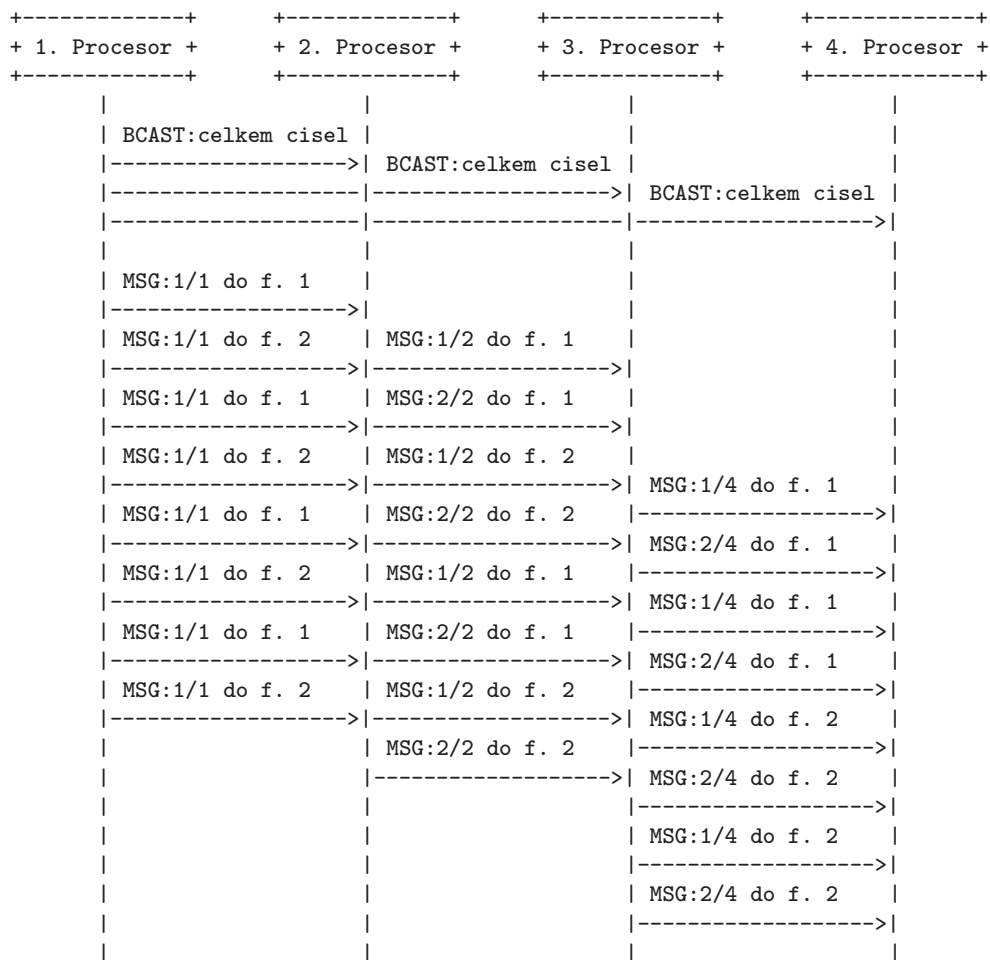 +-------------+ +-------------+ +-------------+ +-------------+
+ 1. Procesor + + 2. Procesor + + 3. Procesor + + 4. Procesor +
+-------------+ +-------------+ +-------------+ +-------------+
| | | |
| BCAST:celkem cisel | | |
|------------------->| BCAST:celkem cisel | |
|--------------------|------------------->| BCAST:celkem cisel |
|--------------------|--------------------|------------------->|
| | | |
| MSG:1/1 do f. 1 | | |
|------------------->| | |
| MSG:1/1 do f. 2 | MSG:1/2 do f. 1 | |
|------------------->|------------------->| |
| MSG:1/1 do f. 1 | MSG:2/2 do f. 1 | |
|------------------->|------------------->| |
| MSG:1/1 do f. 2 | MSG:1/2 do f. 2 | |
|------------------->|------------------->| MSG:1/4 do f. 1 |
| MSG:1/1 do f. 1 | MSG:2/2 do f. 2 |------------------->|
|------------------->|------------------->| MSG:2/4 do f. 1 |
| MSG:1/1 do f. 2 | MSG:1/2 do f. 1 |------------------->|
|------------------->|------------------->| MSG:1/4 do f. 1 |
| MSG:1/1 do f. 1 | MSG:2/2 do f. 1 |------------------->|
|------------------->|------------------->| MSG:2/4 do f. 1 |
| MSG:1/1 do f. 2 | MSG:1/2 do f. 2 |------------------->|
|------------------->|------------------->| MSG:1/4 do f. 2 |
| | MSG:2/2 do f. 2 |------------------->|
| |------------------->| MSG:2/4 do f. 2 |
| | |------------------->|
| | | MSG:1/4 do f. 2 |
| | |------------------->|
| | | MSG:2/4 do f. 2 |
| | |------------------->|
| | | |